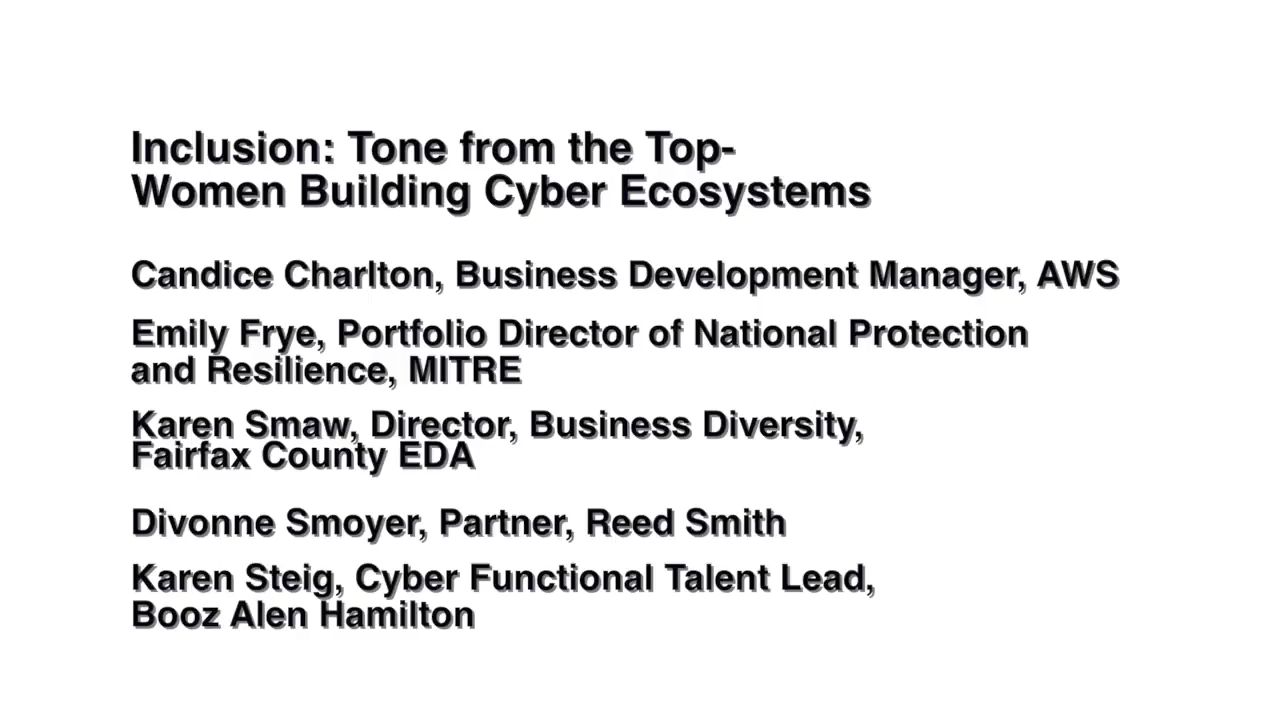 Inclusion: Tone from the Top-
Women Building Cyber Ecosystems
Candice Charlton, Business Development Manager, AWS
Emily Frye, Portfolio Director of National Protection
and Resilience, MITRE
Karen Smaw, Director, Business Diversity,
Fairfax County EDA
Divonne Smoyer, Partner, Reed Smith
Karen Steig, Cyber Functional Talent Lead,
Booz Alen Hamilton